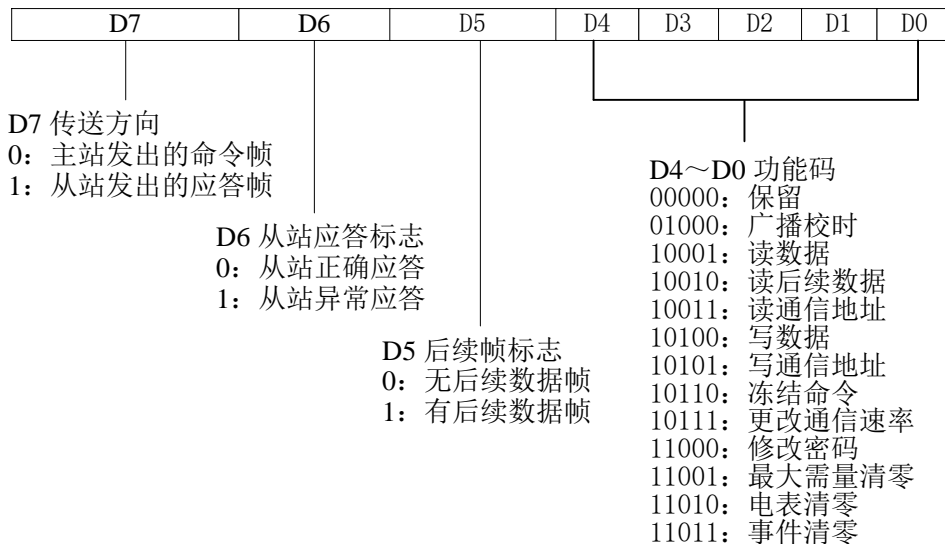 D7 D6 D5 D4 D3 D2 D1 D0
D7 传送方向
0：主站发出的命令帧
1：从站发出的应答帧
D6 从站应答标志
0：从站正确应答
1：从站异常应答
D5 后续帧标志
0：无后续数据帧
1：有后续数据帧
D4～D0 功能码
00000：保留
01000：广播校时
10001：读数据
10010：读后续数据
10011：读通信地址
10100：写数据
10101：写通信地址
10110：冻结命令
10111：更改通信速率
11000：修改密码
11001：最大需量清零
11010：电表清零
11011：事件清零